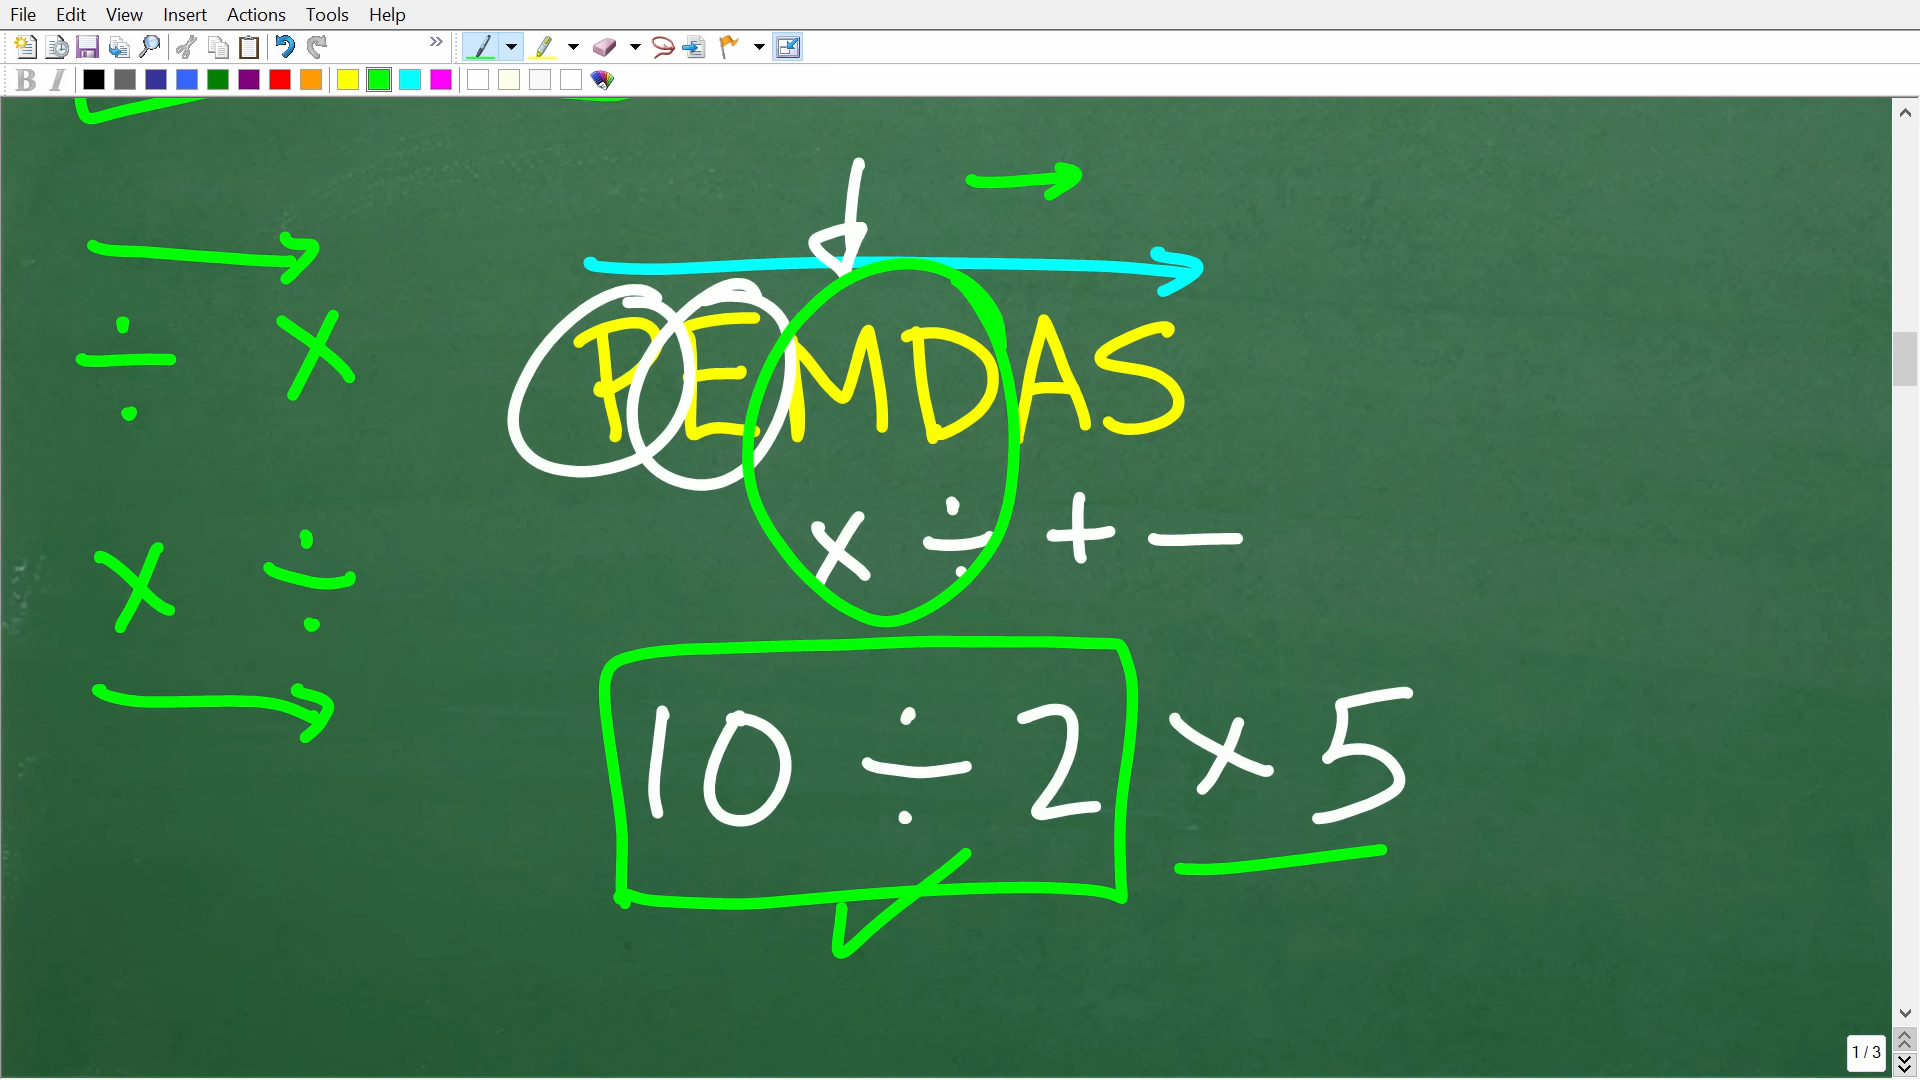 File Edit View Insert Actions Tools Help
B I
PEMDAS
÷ ×
× ÷ + −
× ÷
10 ÷ 2 × 5
1 / 3